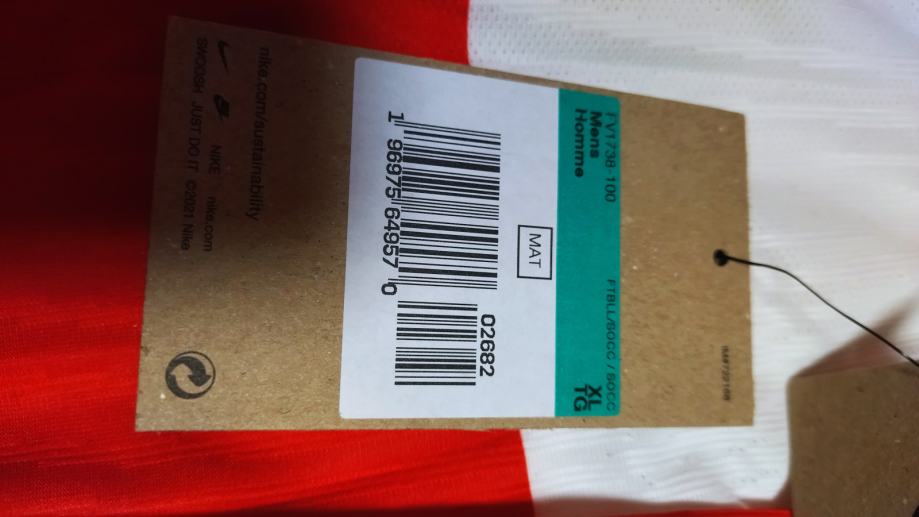 FV1738-100
Mens
Homme
FTBLL/SOCC / SOCC
XL
TG
MAT
02682
1 96975 64957 0
nike.com/sustainability
NIKE nike.com
SWOOSH JUST DO IT ©2021 Nike